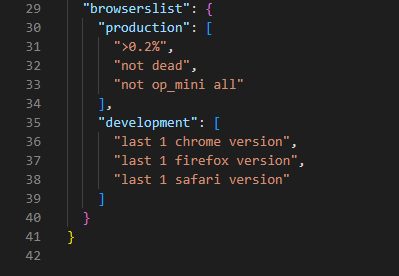 29 "browserslist": {
30 "production": [
31 ">0.2%",
32 "not dead",
33 "not op_mini all"
34 ],
35 "development": [
36 "last 1 chrome version",
37 "last 1 firefox version",
38 "last 1 safari version"
39 ]
40 }
41 }
42